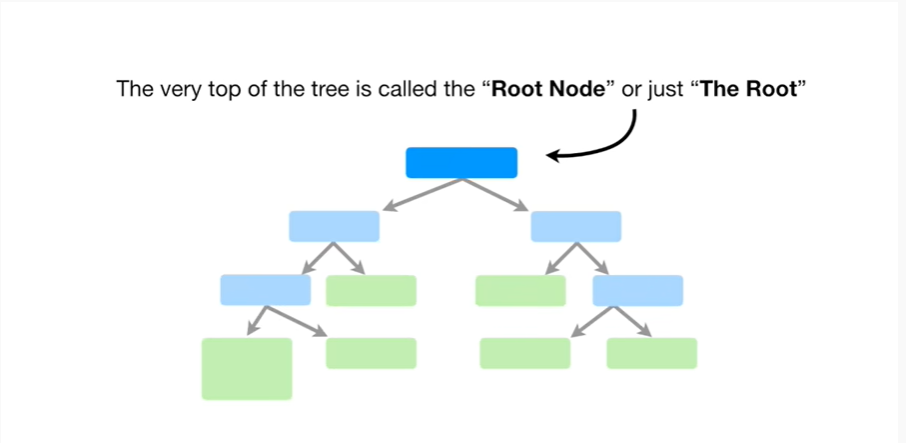 The very top of the tree is called the “Root Node” or just “The Root”